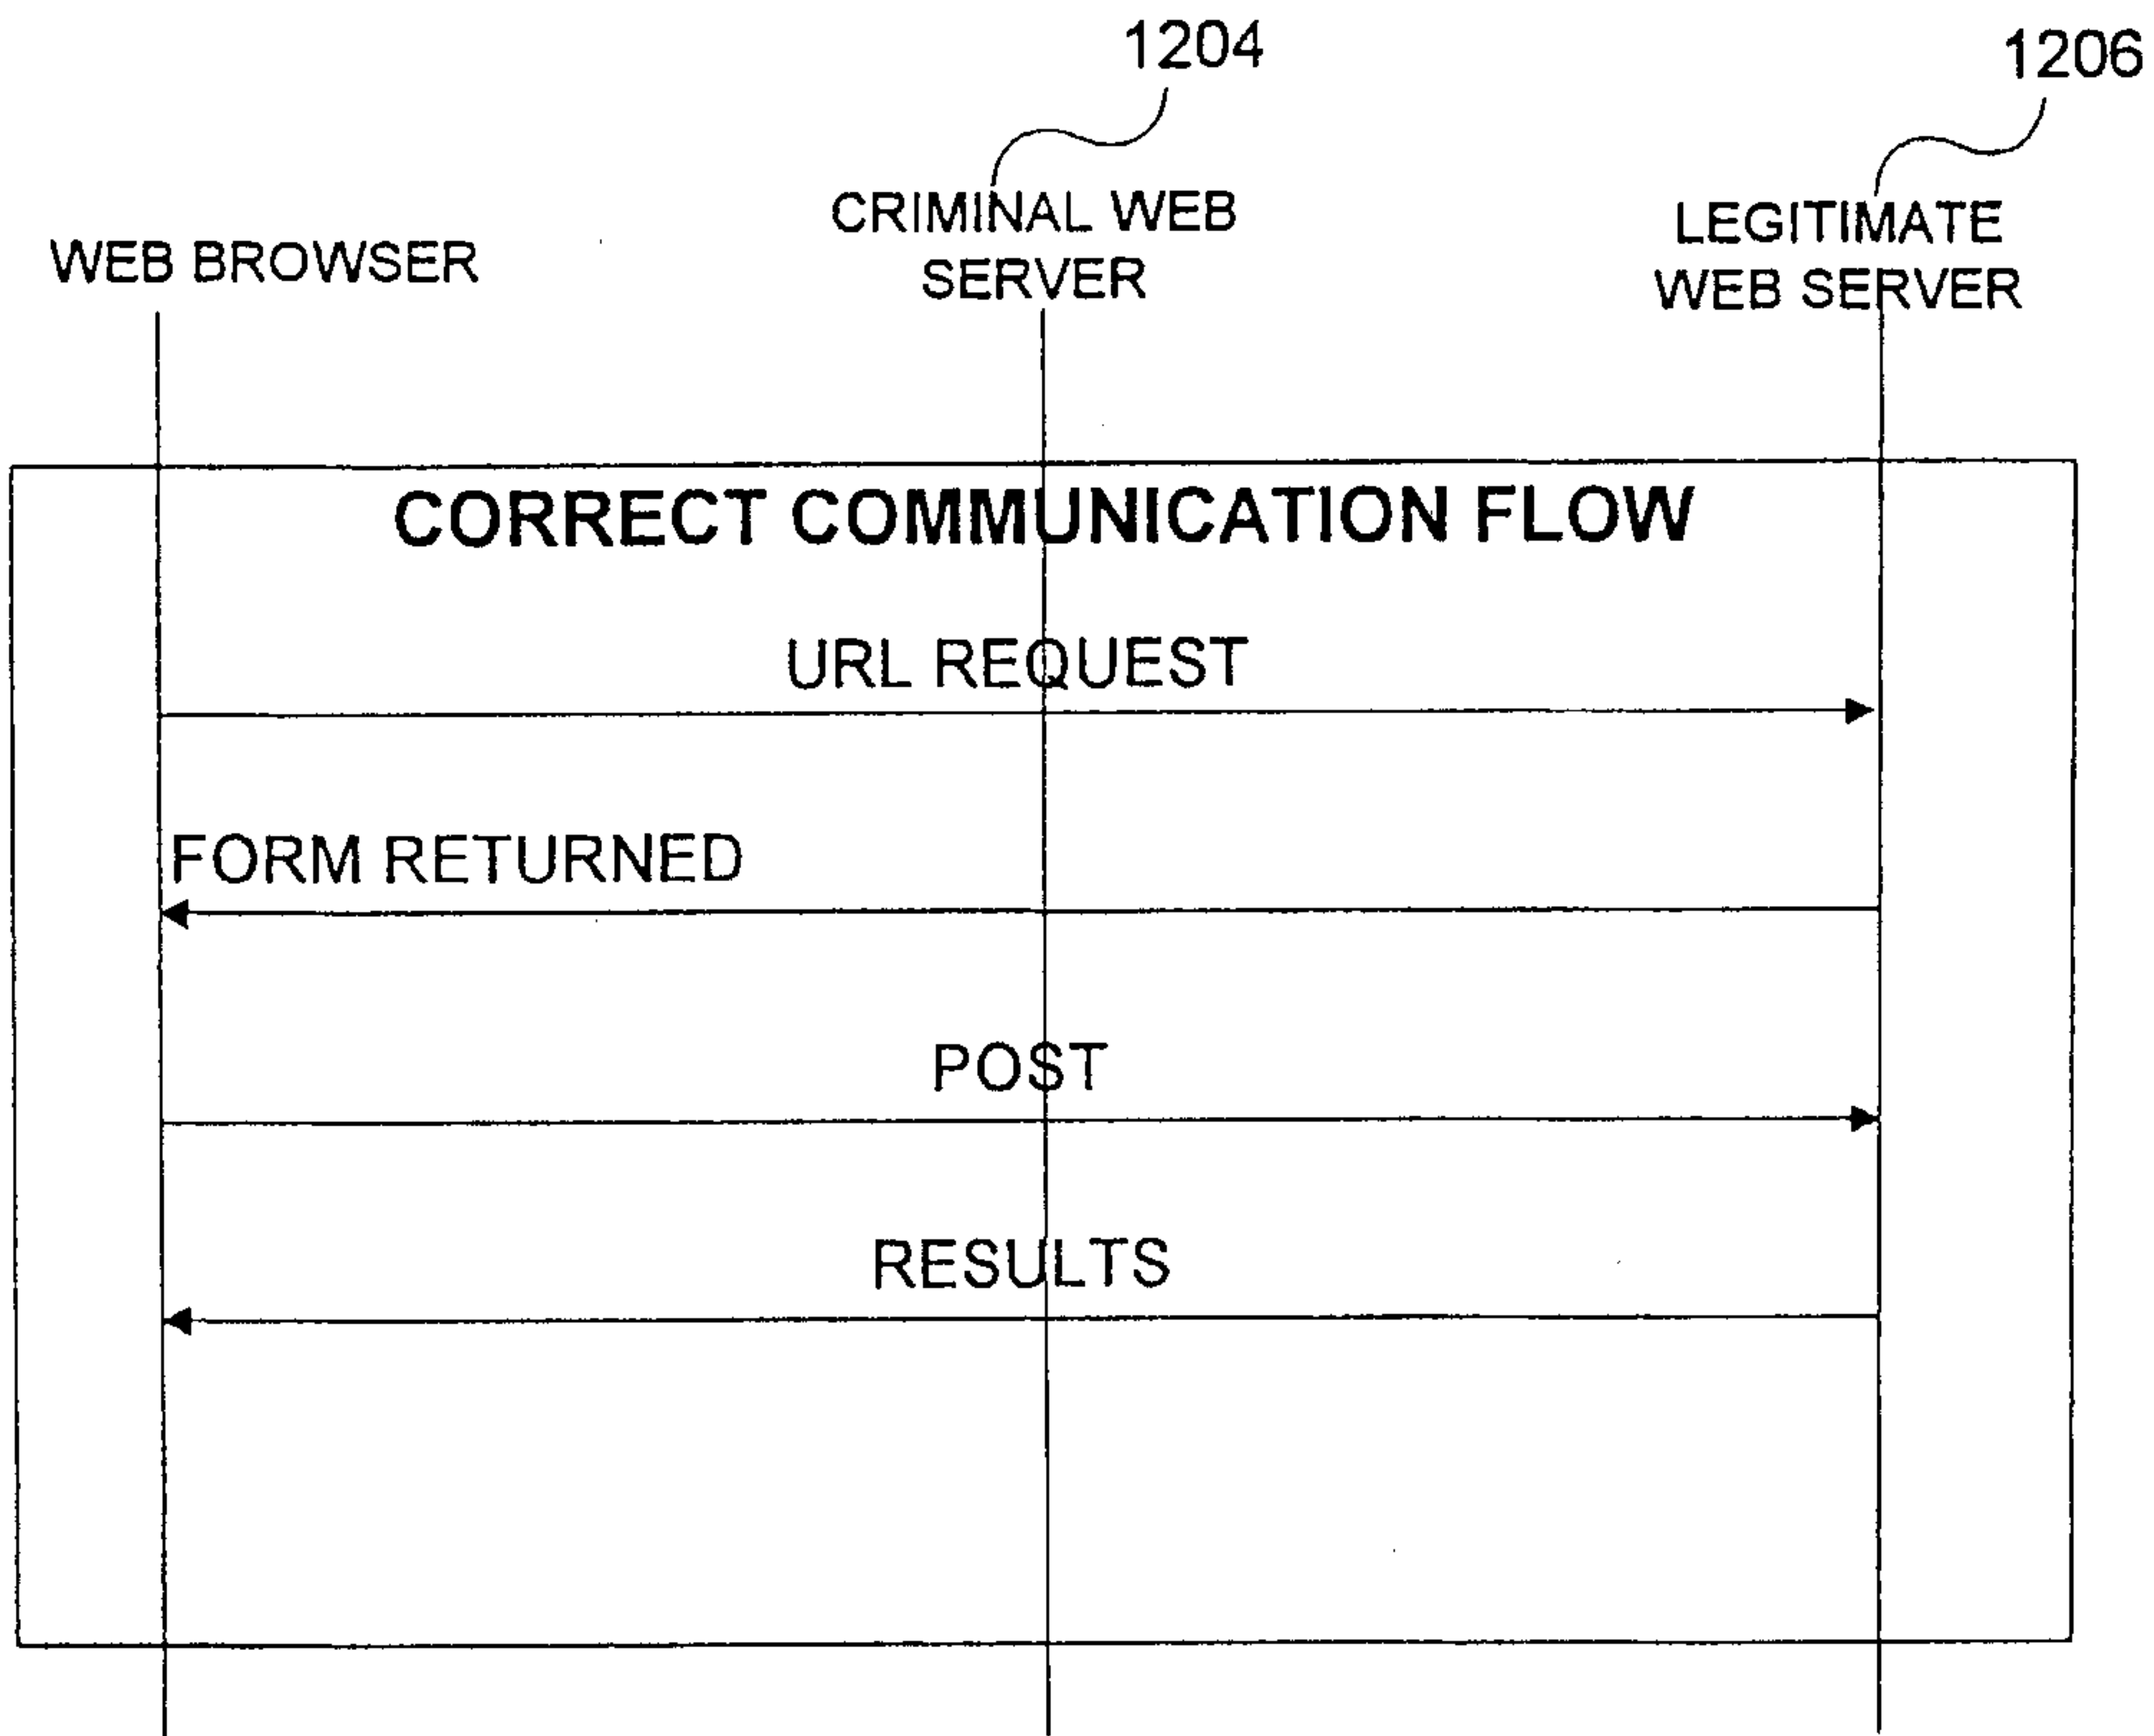 1204
1206
CRIMINAL WEB
SERVER
LEGITIMATE
WEB SERVER
WEB BROWSER
CORRECT COMMUNICATION FLOW
URL REQUEST
FORM RETURNED
POST
RESULTS